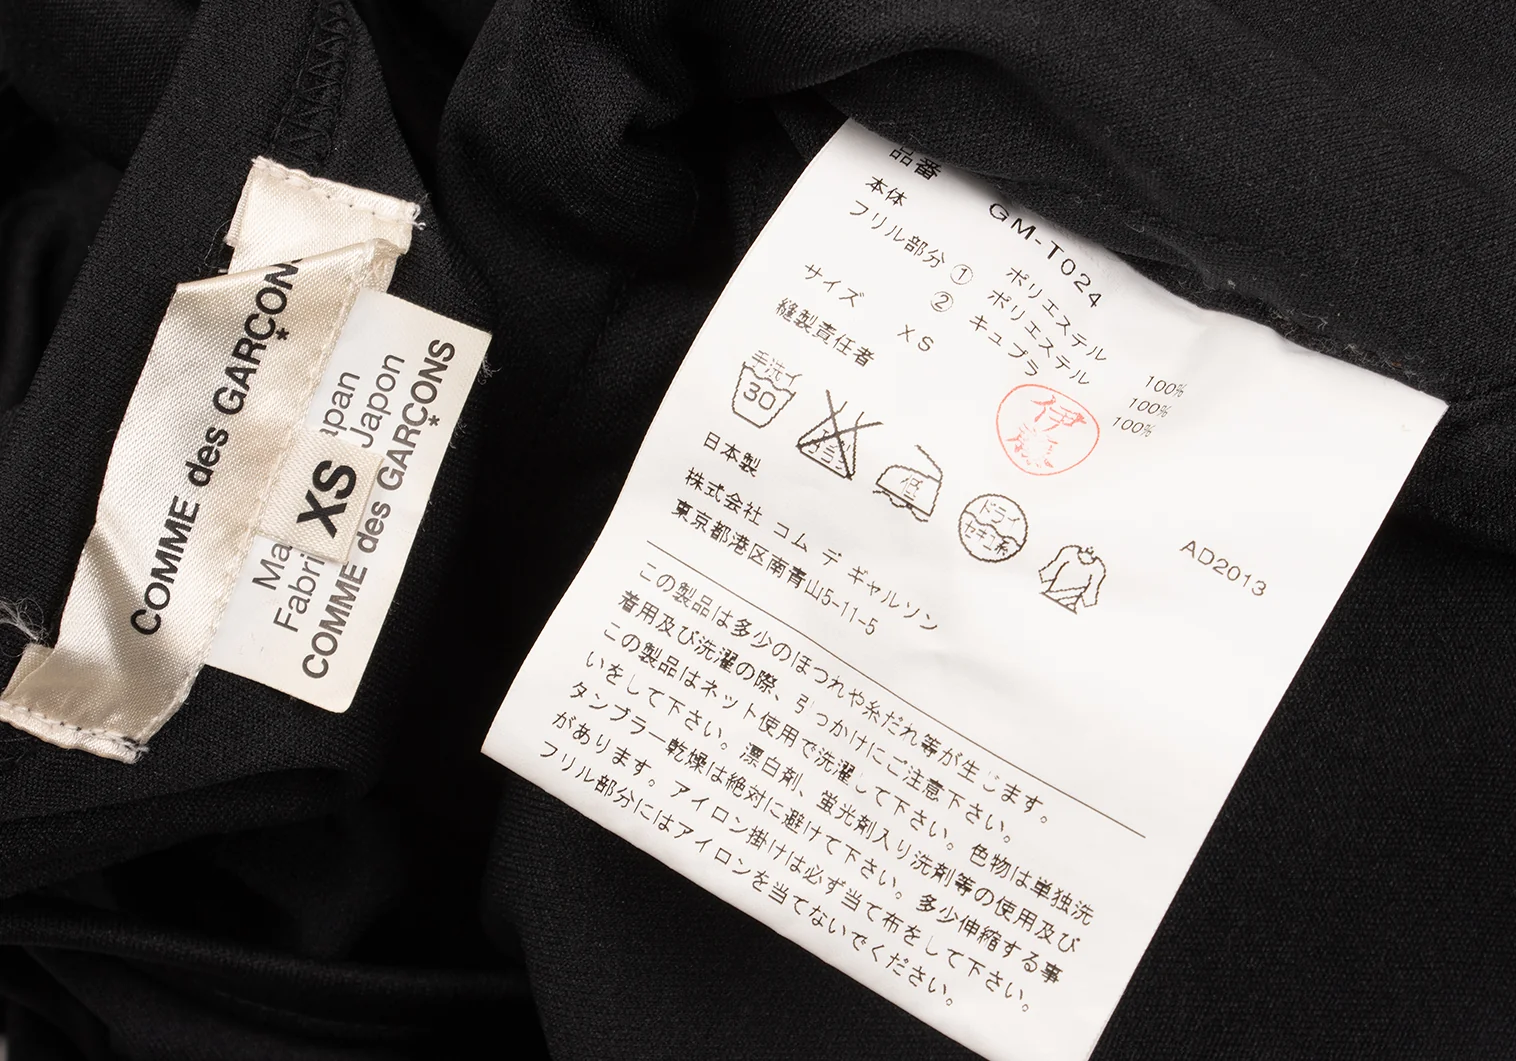 COMME des GARÇONS
XS
Japan
COMME des GARÇONS
品番 GM-T024
本体 ポリエステル 100%
フリル部分 ① ポリエステル 100%
② キュプラ 100%
サイズ XS
縫製責任者 伊藤
手洗イ 30
低
ドライ セキユ系
日本製
AD2013
株式会社 コム デ ギャルソン
東京都港区南青山5-11-5
この製品は多少のほつれや糸だれ等が生じます。
着用及び洗濯の際、引っかけにご注意下さい。
この製品はネット使用で洗濯して下さい。色物は単独洗
いをして下さい。漂白剤、蛍光剤入り洗剤等の使用及び
タンブラー乾燥は絶対に避けて下さい。多少伸縮する事
があります。アイロン掛けは必ず当て布をして下さい。
フリル部分にはアイロンを当てないでください。